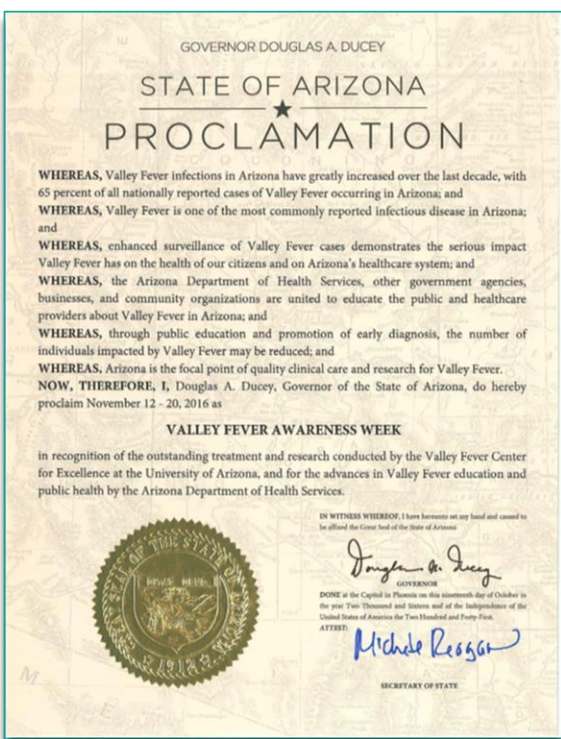 GOVERNOR DOUGLAS A. DUCEY
STATE OF ARIZONA
PROCLAMATION
COCONINO
WHEREAS, Valley Fever infections in Arizona have greatly increased over the last decade, with
65 percent of all nationally reported cases of Valley Fever occurring in Arizona; and
WHEREAS, Valley Fever is one of the most commonly reported infectious disease in Arizona;
and
WHEREAS, enhanced surveillance of Valley Fever cases demonstrates the serious impact
Valley Fever has on the health of our citizens and on Arizona's healthcare system; and
WHEREAS, the Arizona Department of Health Services, other government agencies,
businesses, and community organizations are united to educate the public and healthcare
providers about Valley Fever in Arizona; and
WHEREAS, through public education and promotion of early diagnosis, the number of
individuals impacted by Valley Fever may be reduced; and
WHEREAS, Arizona is the focal point of quality clinical care and research for Valley Fever.
NOW, THEREFORE, I, Douglas A. Ducey, Governor of the State of Arizona, do hereby
proclaim November 12 - 20, 2016 as
VALLEY FEVER AWARENESS WEEK
in recognition of the outstanding treatment and research conducted by the Valley Fever Center
for Excellence at the University of Arizona, and for the advances in Valley Fever education and
public health by the Arizona Department of Health Services.
IN WITNESS WHEREOF, I have hereunto set my hand and caused to
be affixed the Great Seal of the State of Arizona
Douglas A. Ducey
GOVERNOR
DONE at the Capitol in Phoenix on this nineteenth day of October in
the year Two Thousand and Sixteen and of the Independence of the
United States of America the Two Hundred and Forty-First.
ATTEST:
Michele Reagan
SECRETARY OF STATE
GREAT SEAL OF THE STATE OF ARIZONA
DITAT DEUS
1912